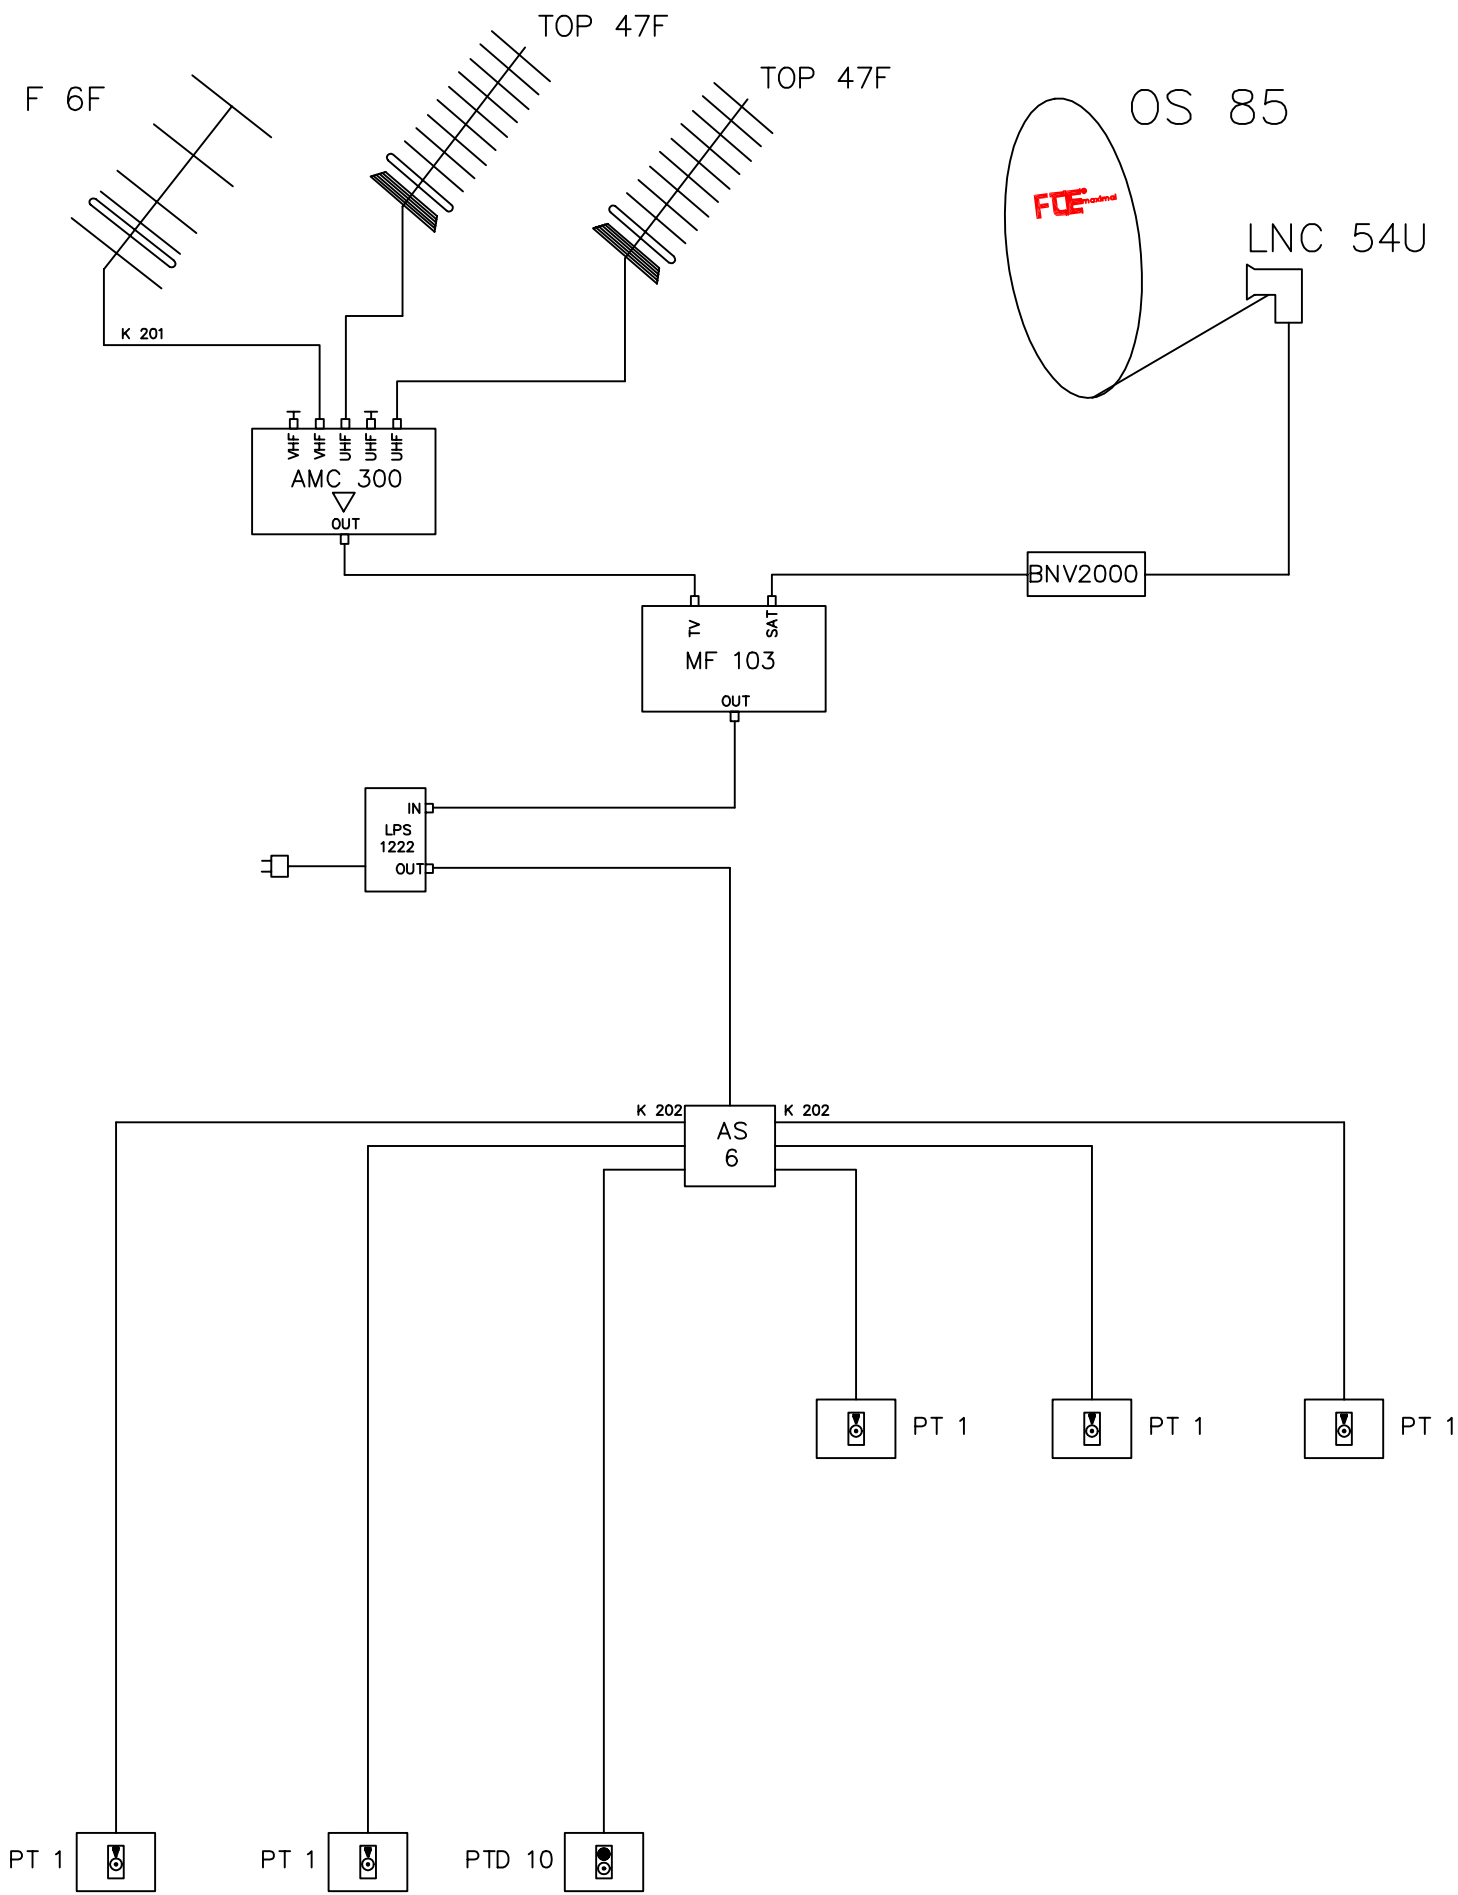 TOP 47F
TOP 47F
F 6F
OS 85
maximal
LNC 54U
K 201
VHF
VHF
UHF
UHF
UHF
AMC 300
OUT
BNV2000
TV
SAT
MF 103
OUT
IN
LPS
1222
OUT
K 202
K 202
AS
6
PT 1
PT 1
PT 1
PT 1
PT 1
PTD 10